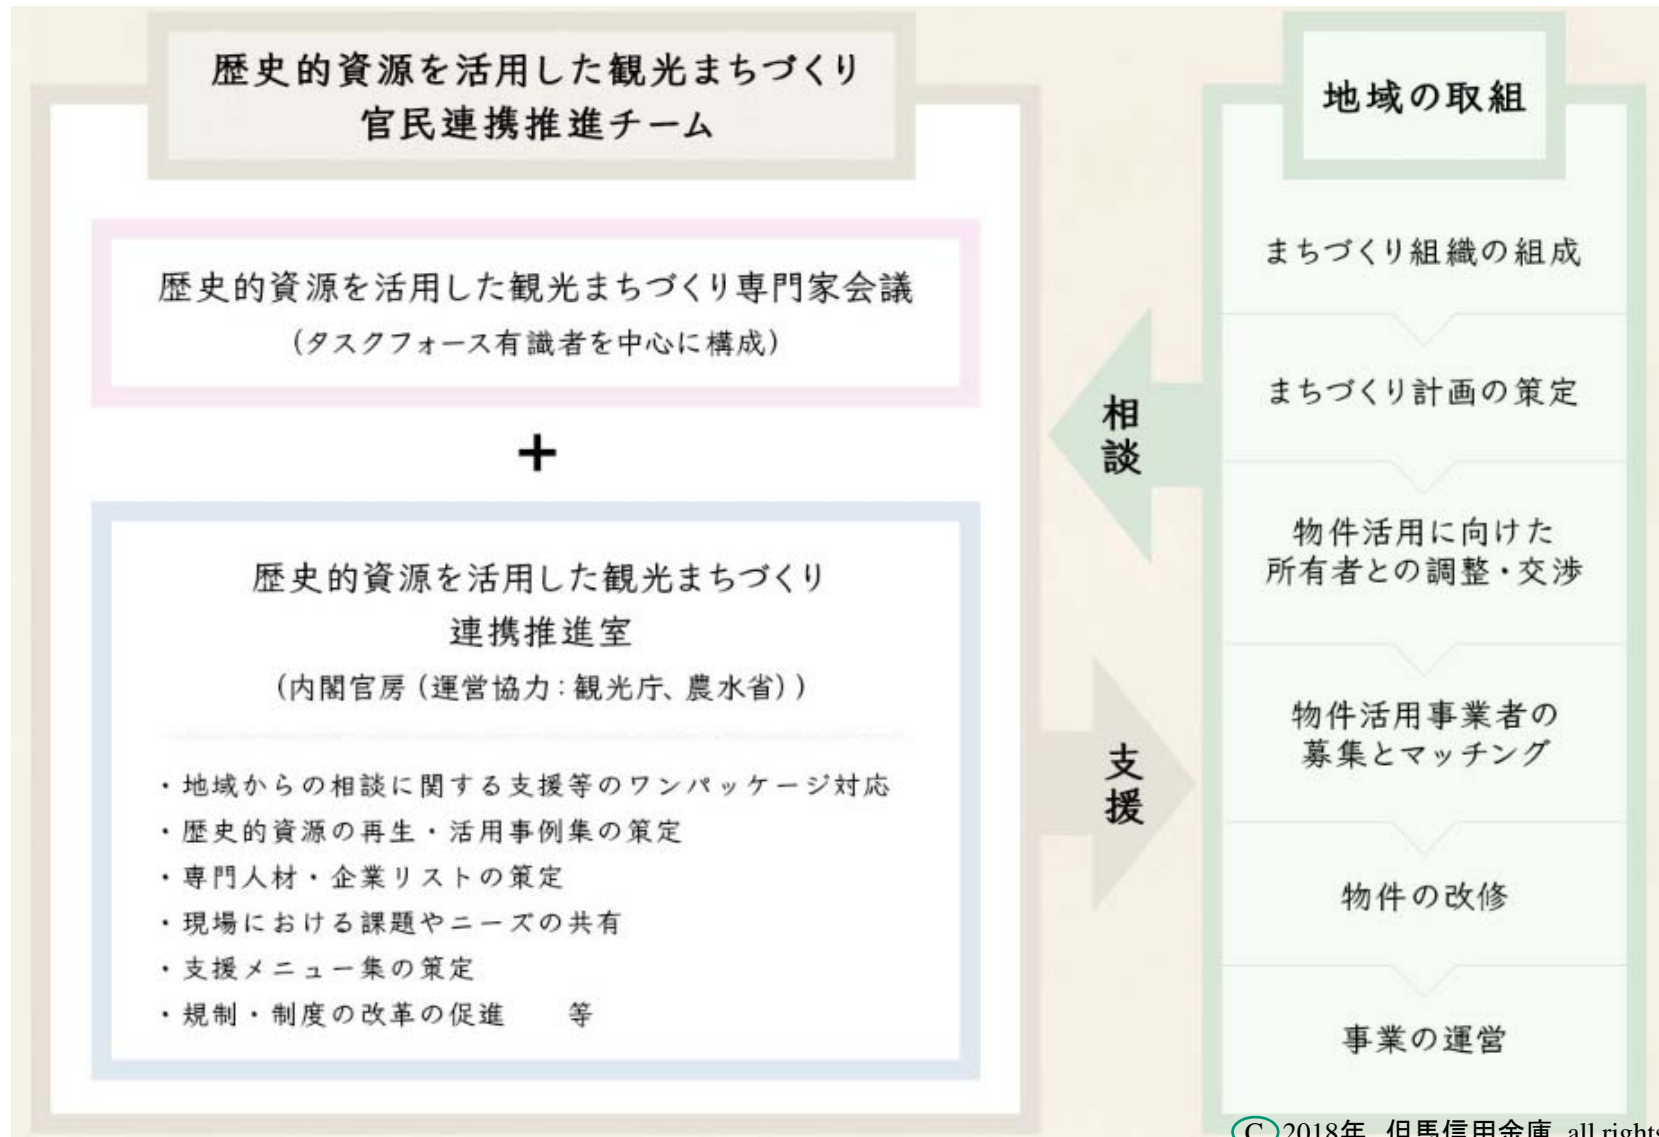 歴史的資源を活用した観光まちづくり
官民連携推進チーム
歴史的資源を活用した観光まちづくり専門家会議
(タスクフォース有識者を中心に構成)
+
歴史的資源を活用した観光まちづくり
連携推進室
(内閣官房(運営協力:観光庁、農水省))
・地域からの相談に関する支援等のワンパッケージ対応
・歴史的資源の再生・活用事例集の策定
・専門人材・企業リストの策定
・現場における課題やニーズの共有
・支援メニュー集の策定
・規制・制度の改革の促進　等
相談
支援
地域の取組
まちづくり組織の組成
まちづくり計画の策定
物件活用に向けた
所有者との調整・交渉
物件活用事業者の
募集とマッチング
物件の改修
事業の運営
C 2018年 但馬信用金庫 all rights